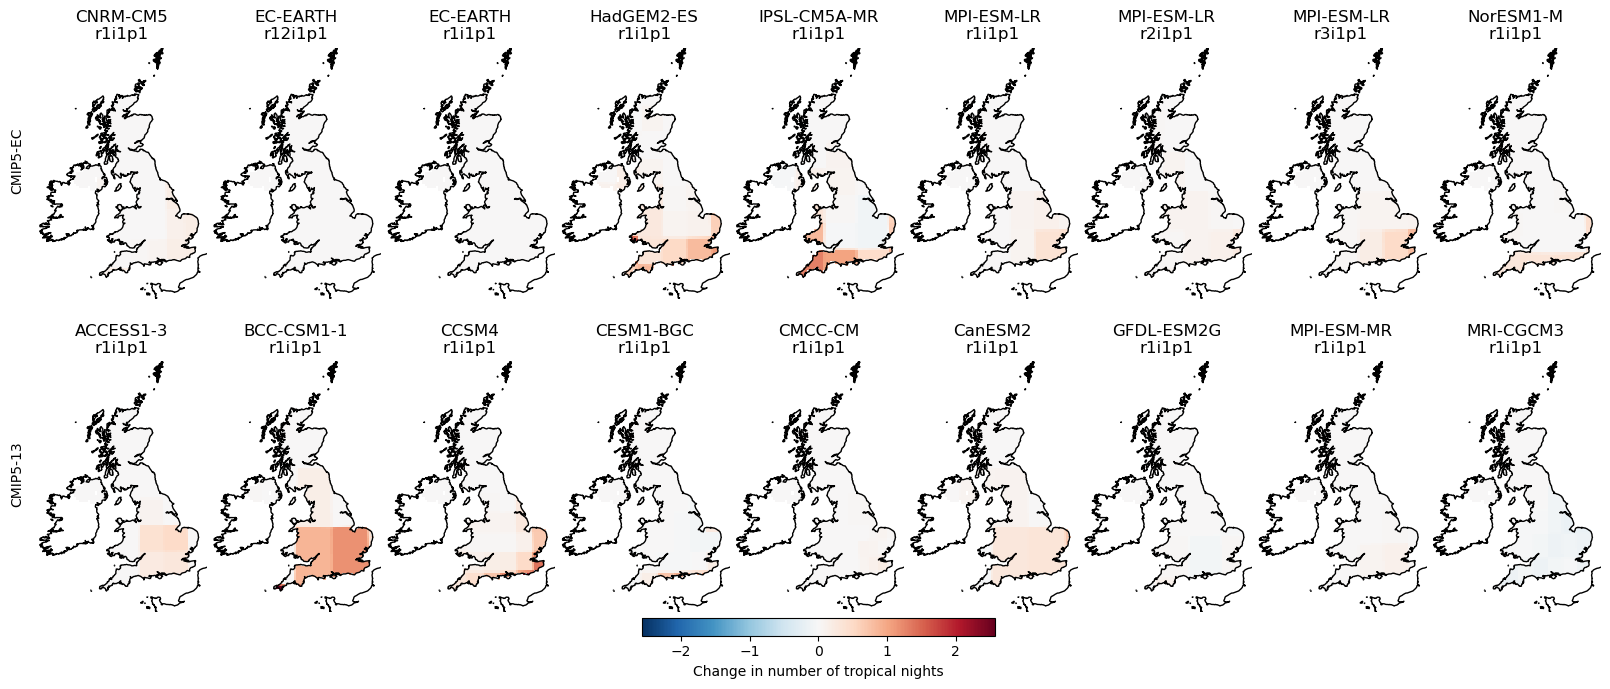 CNRM-CM5 EC-EARTH EC-EARTH HadGEM2-ES IPSL-CM5A-MR MPI-ESM-LR MPI-ESM-LR MPI-ESM-LR NorESM1-M
r1i1p1 r12i1p1 r1i1p1 r1i1p1 r1i1p1 r1i1p1 r2i1p1 r3i1p1 r1i1p1
CMIP5-EC
ACCESS1-3 BCC-CSM1-1 CCSM4 CESM1-BGC CMCC-CM CanESM2 GFDL-ESM2G MPI-ESM-MR MRI-CGCM3
r1i1p1 r1i1p1 r1i1p1 r1i1p1 r1i1p1 r1i1p1 r1i1p1 r1i1p1 r1i1p1
CMIP5-13
−2 −1 0 1 2
Change in number of tropical nights